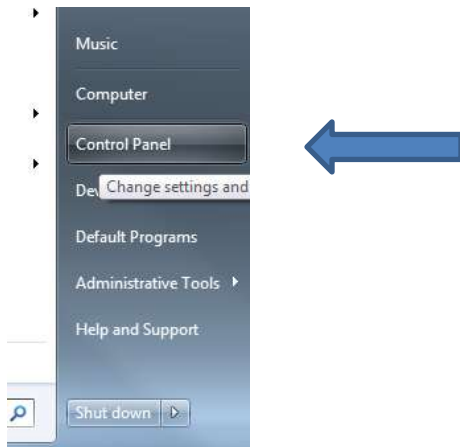 Music
Computer
Control Panel
Change settings and
Default Programs
Administrative Tools
Help and Support
Shut down